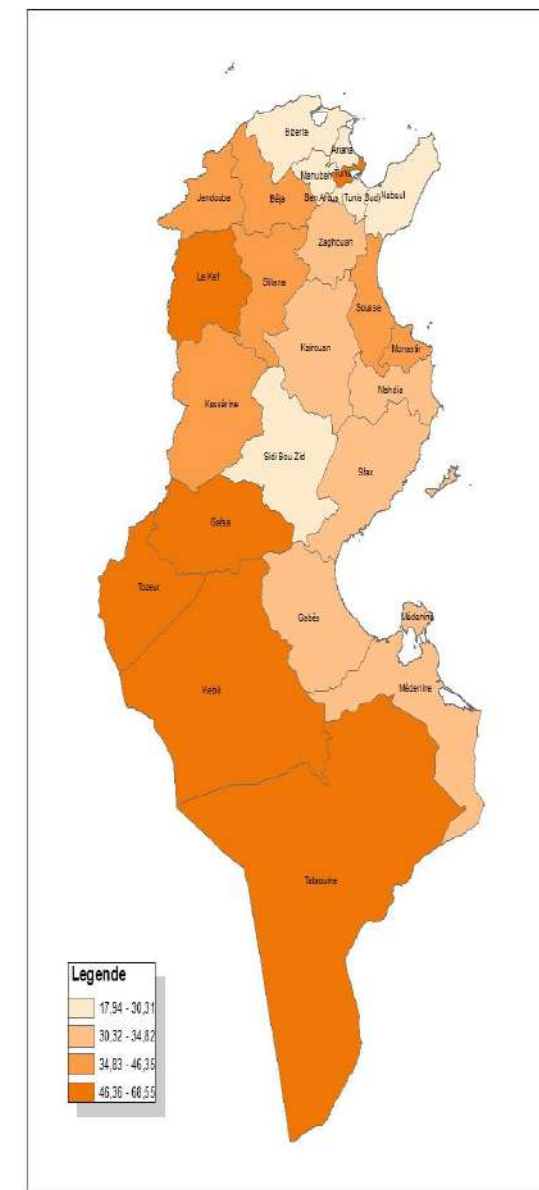 Bizerte
Ariana
Manubah
Tunis
Jendouba
Béja
Ben Arous
Tunis Sud
Nabeul
Zaghouan
Le Kef
Siliana
Sousse
Kairouan
Monastir
Mahdia
Kassérine
Sidi Bou Zid
Sfax
Gafsa
Tozeur
Gabès
Médenine
Kébili
Médenine
Tataouine
Legende
17,94 - 30,31
30,32 - 34,82
34,83 - 46,35
46,36 - 68,55